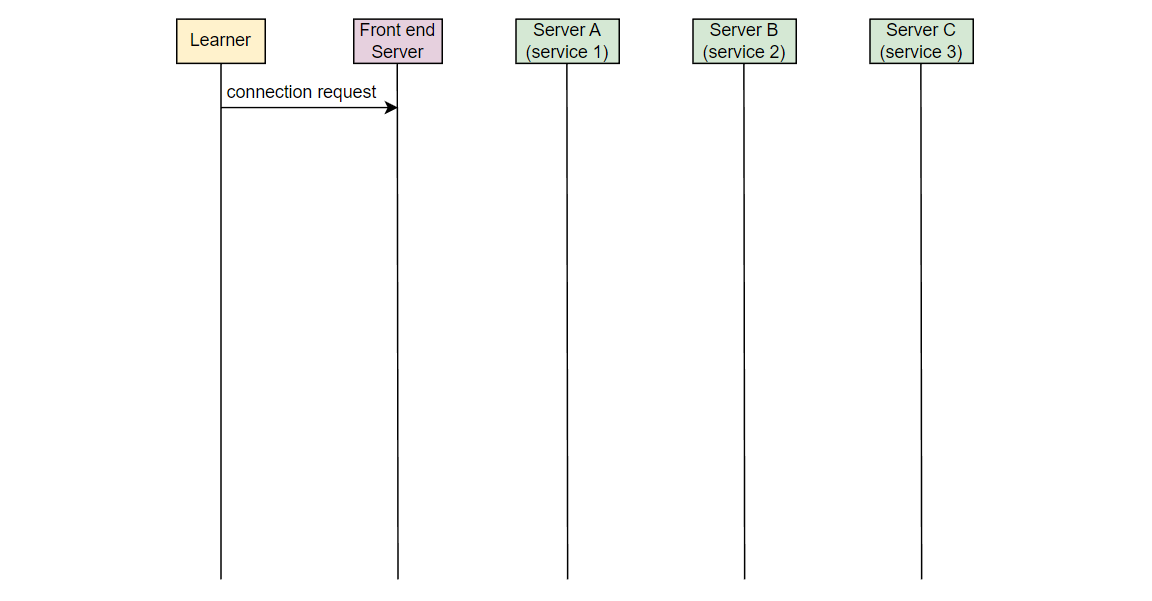 Learner
Front end
Server
Server A
(service 1)
Server B
(service 2)
Server C
(service 3)
connection request